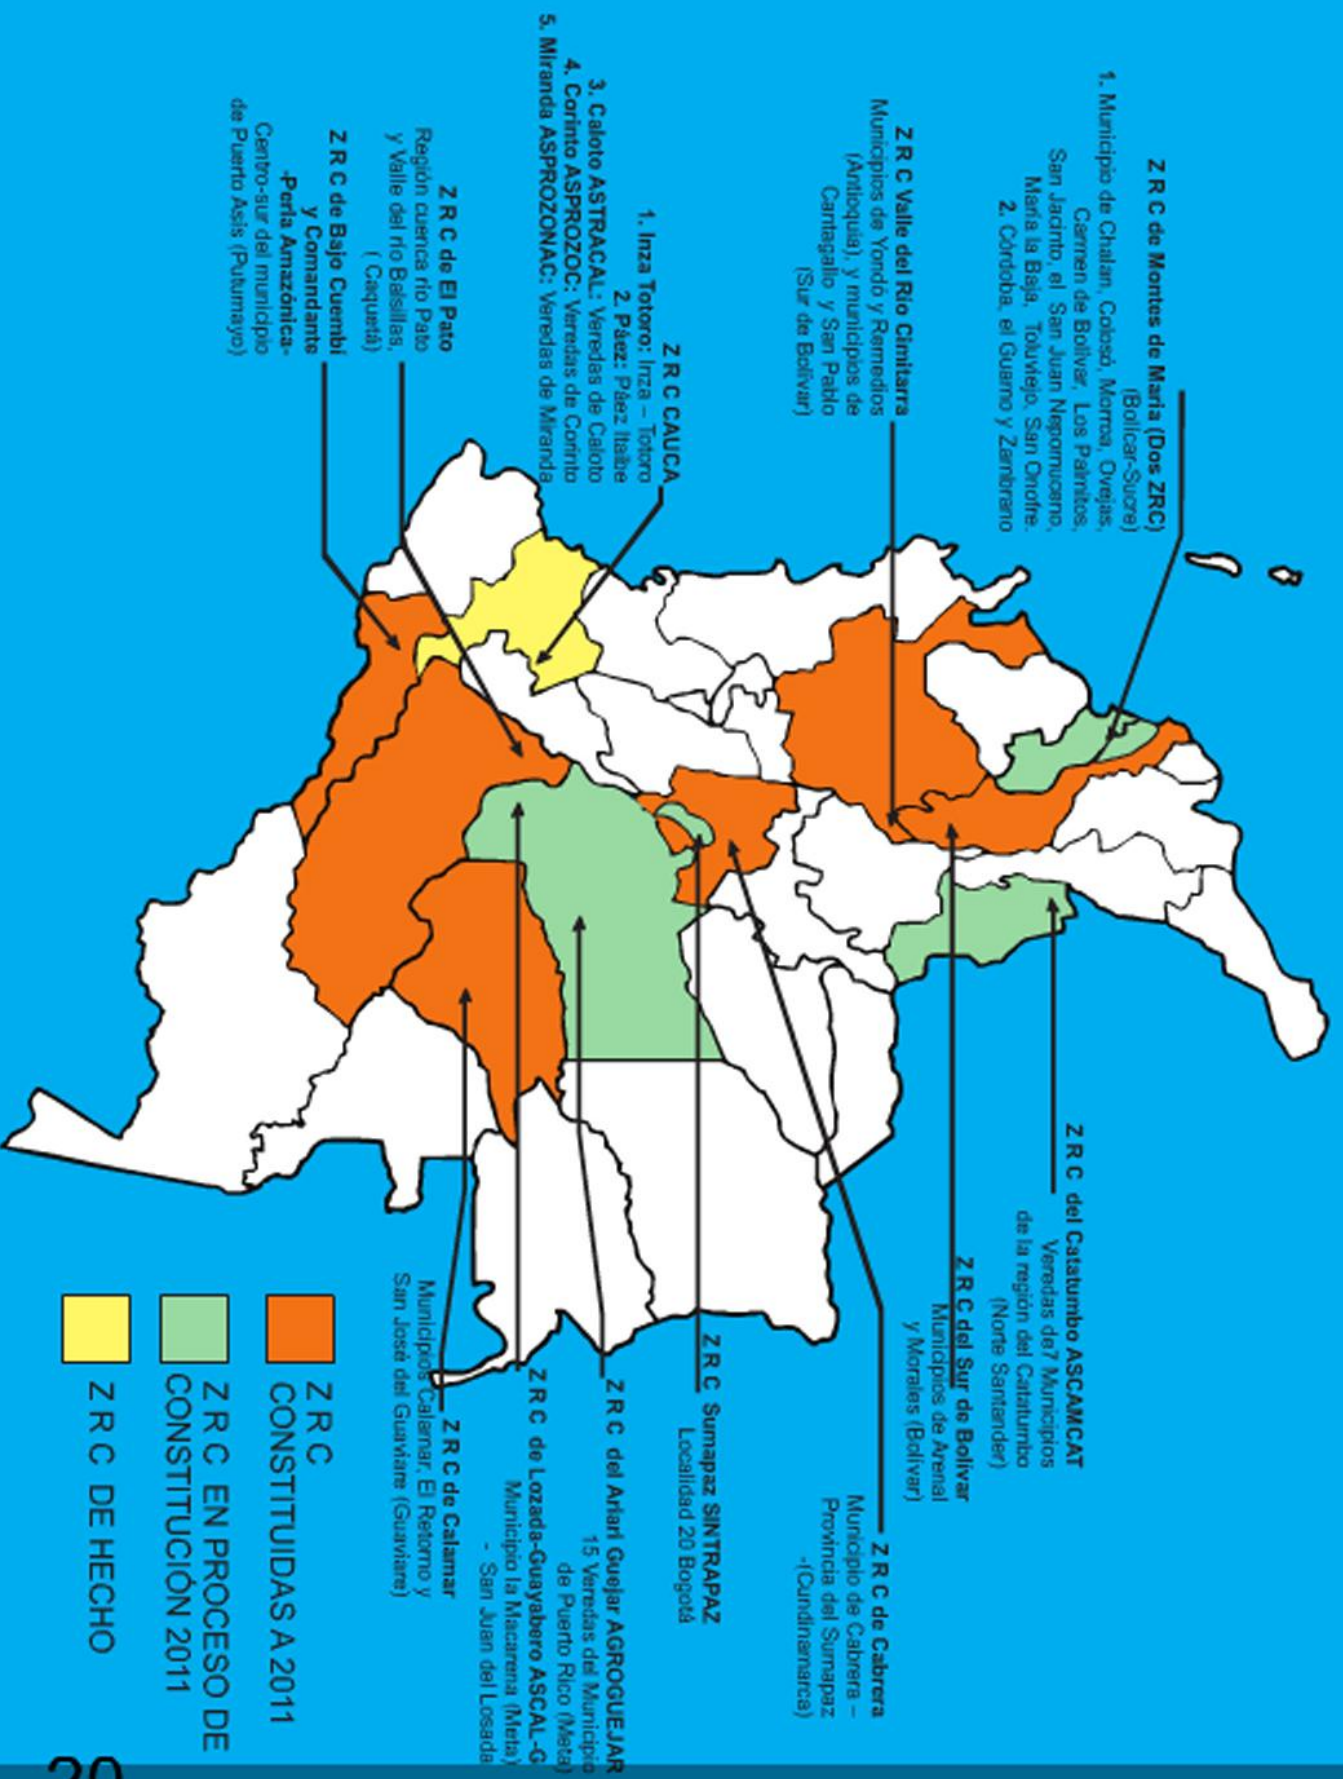 Z R C de Montes de Maria (Dos ZRC)
(Bolícar-Sucre)
1. Municipio de Chalan, Colosó, Morroa, Ovejas,
Carmen de Bolívar, Los Palmitos,
San Jacinto, el San Juan Nepomuceno,
María la Baja, Toluviejo, San Onofre.
2. Córdoba, el Guamo y Zambrano
Z R C Valle del Rio Cimitarra
Municipios de Yondó y Remedios
(Antioquia), y municipios de
Cantagallo y San Pablo
(Sur de Bolívar)
Z R C CAUCA
1. Inza Totoro: Inza – Totoro
2. Páez: Páez Itaibe
3. Caloto ASTRACAL: Veredas de Caloto
4. Corinto ASPROZOC: Veredas de Corinto
5. Miranda ASPROZONAC: Veredas de Miranda
Z R C de El Pato
Región cuenca río Pato
y Valle del río Balsillas,
( Caquetá)
Z R C de Bajo Cuembí
y Comandante
-Perla Amazónica-
Centro-sur del municipio
de Puerto Asís (Putumayo)
Z R C del Catatumbo ASCAMCAT
Veredas de7 Municipios
de la región del Catatumbo
(Norte Santander)
Z R C del Sur de Bolívar
Municipios de Arenal
y Morales (Bolívar)
Z R C de Cabrera
Municipio de Cabrera –
Provincia del Sumapaz
-(Cundinamarca)
Z R C Sumapaz SINTRAPAZ
Localidad 20 Bogotá
Z R C del Ariari Guejar AGROGUEJAR
15 Veredas del Municipio
de Puerto Rico (Meta)
Z R C de Lozada-Guayabero ASCAL-G
Municipio la Macarena (Meta)
- San Juan del Losada
Z R C de Calamar
Municipios Calamar, El Retorno y
San José del Guaviare (Guaviare)
Z R C
CONSTITUIDAS A 2011
Z R C EN PROCESO DE
CONSTITUCIÓN 2011
Z R C DE HECHO